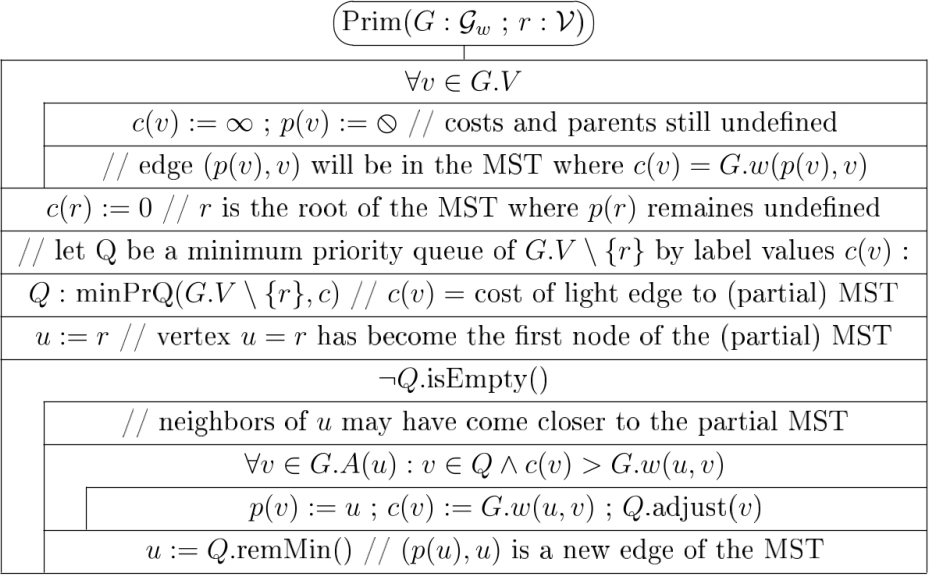 Prim(G : 𝒢_w ; r : 𝒱)
∀v ∈ G.V
c(v) := ∞ ; p(v) := ⦸ // costs and parents still undefined
// edge (p(v), v) will be in the MST where c(v) = G.w(p(v), v)
c(r) := 0 // r is the root of the MST where p(r) remaines undefined
// let Q be a minimum priority queue of G.V \ {r} by label values c(v) :
Q : minPrQ(G.V \ {r}, c) // c(v) = cost of light edge to (partial) MST
u := r // vertex u = r has become the first node of the (partial) MST
¬Q.isEmpty()
// neighbors of u may have come closer to the partial MST
∀v ∈ G.A(u) : v ∈ Q ∧ c(v) > G.w(u, v)
p(v) := u ; c(v) := G.w(u, v) ; Q.adjust(v)
u := Q.remMin() // (p(u), u) is a new edge of the MST